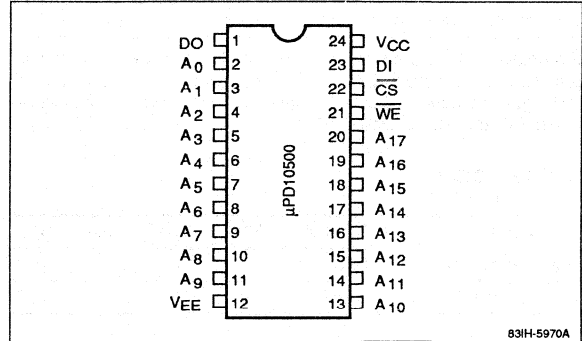 DO 1 24 VCC
A0 2 23 DI
A1 3 22 C̅S̅
A2 4 21 W̅E̅
A3 5 20 A17
A4 6 19 A16
A5 7 18 A15
A6 8 17 A14
A7 9 16 A13
A8 10 15 A12
A9 11 14 A11
VEE 12 13 A10
μPD10500
83IH-5970A